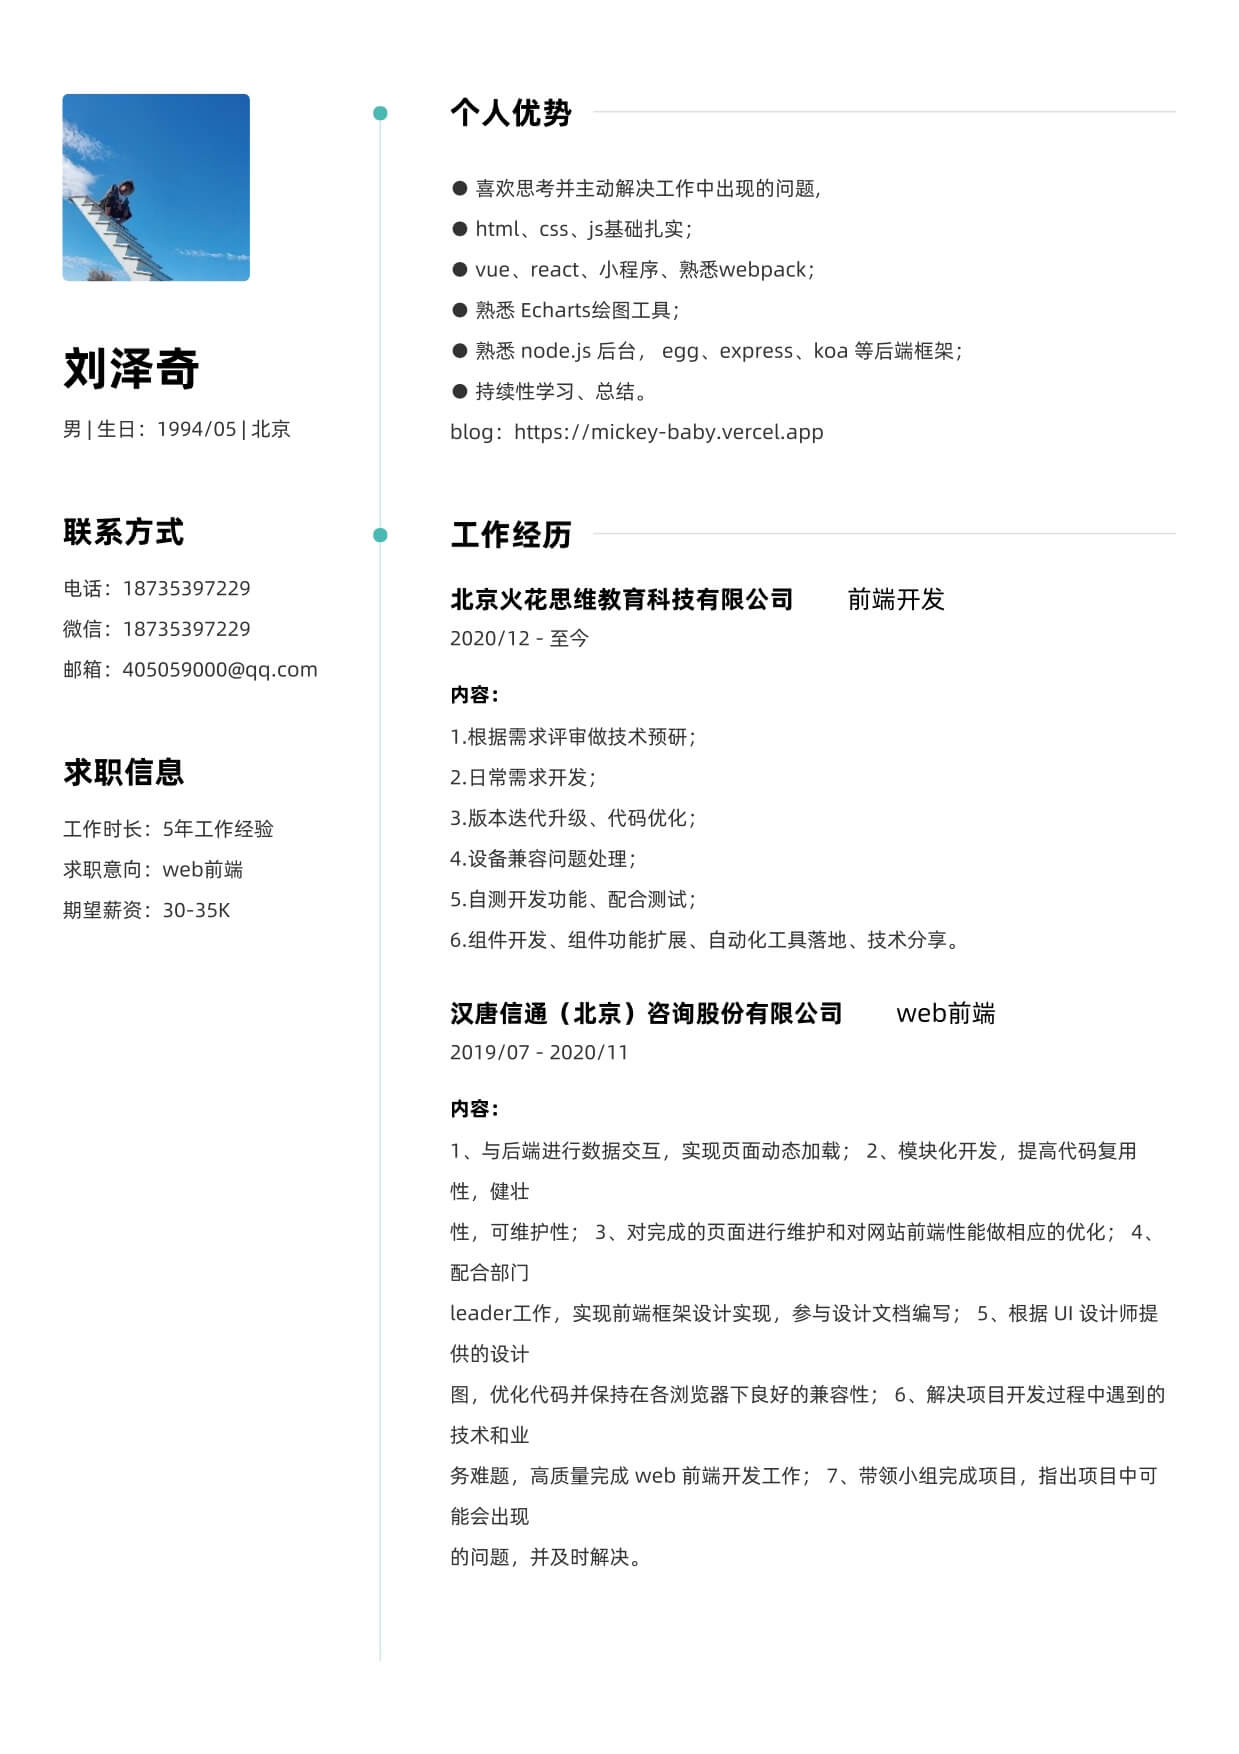 刘泽奇
男 | 生日：1994/05 | 北京
联系方式
电话：18735397229
微信：18735397229
邮箱：405059000@qq.com
求职信息
工作时长：5年工作经验
求职意向：web前端
期望薪资：30-35K
个人优势
● 喜欢思考并主动解决工作中出现的问题,
● html、css、js基础扎实；
● vue、react、小程序、熟悉webpack；
● 熟悉 Echarts绘图工具；
● 熟悉 node.js 后台， egg、express、koa 等后端框架；
● 持续性学习、总结。
blog：https://mickey-baby.vercel.app
工作经历
北京火花思维教育科技有限公司 前端开发
2020/12 - 至今
内容：
1.根据需求评审做技术预研；
2.日常需求开发；
3.版本迭代升级、代码优化；
4.设备兼容问题处理；
5.自测开发功能、配合测试；
6.组件开发、组件功能扩展、自动化工具落地、技术分享。
汉唐信通（北京）咨询股份有限公司 web前端
2019/07 - 2020/11
内容：
1、与后端进行数据交互，实现页面动态加载； 2、模块化开发，提高代码复用
性，健壮
性，可维护性； 3、对完成的页面进行维护和对网站前端性能做相应的优化； 4、
配合部门
leader工作，实现前端框架设计实现，参与设计文档编写； 5、根据 UI 设计师提
供的设计
图，优化代码并保持在各浏览器下良好的兼容性； 6、解决项目开发过程中遇到的
技术和业
务难题，高质量完成 web 前端开发工作； 7、带领小组完成项目，指出项目中可
能会出现
的问题，并及时解决。